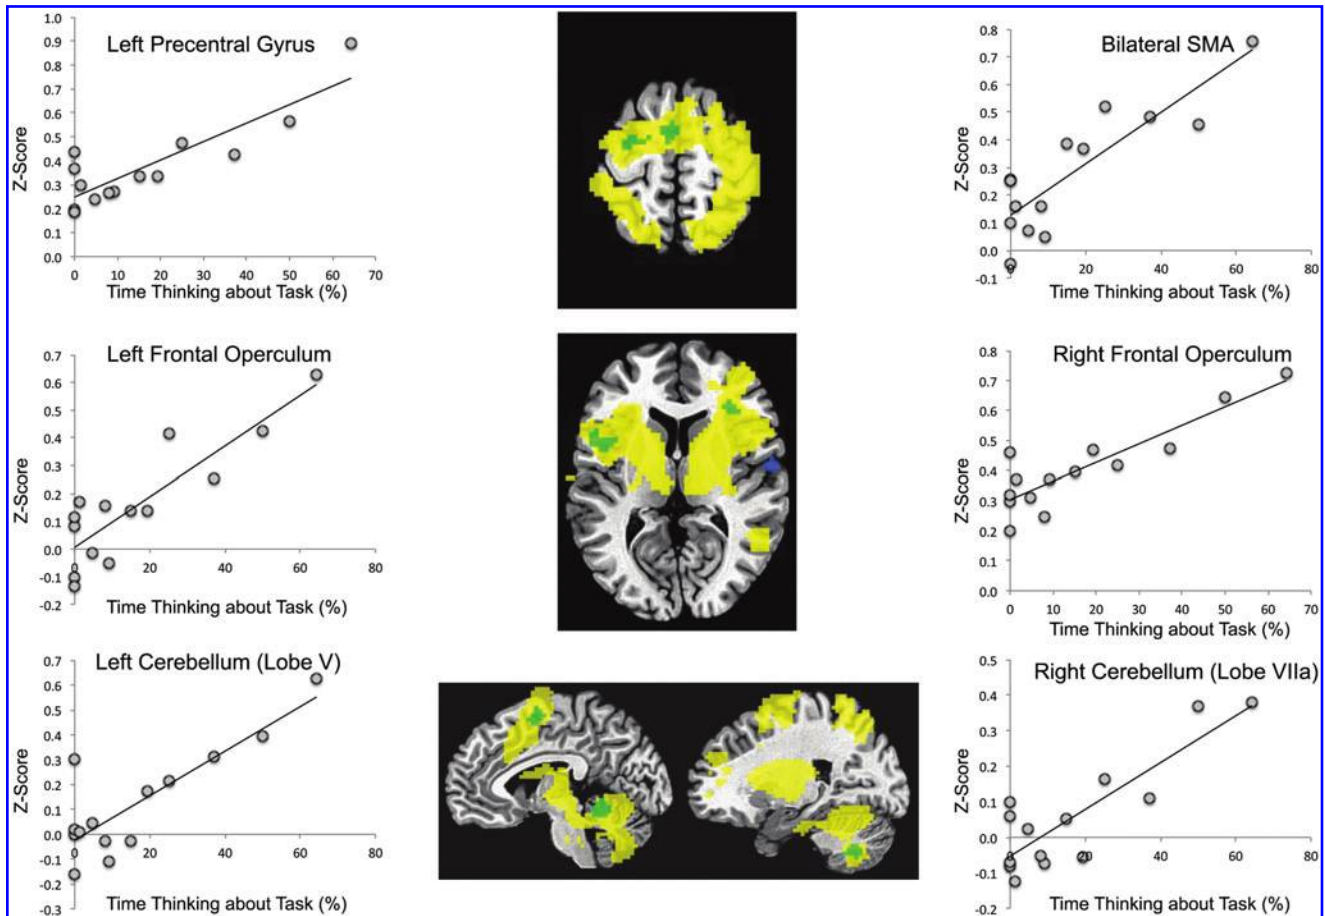 Left Precentral Gyrus
Z-Score
1.0
0.9
0.8
0.7
0.6
0.5
0.4
0.3
0.2
0.1
0.0
0 10 20 30 40 50 60 70
Time Thinking about Task (%)
Bilateral SMA
Z-Score
0.8
0.7
0.6
0.5
0.4
0.3
0.2
0.1
0.0
-0.1
0 20 40 60 80
Time Thinking about Task (%)
Left Frontal Operculum
Z-Score
0.7
0.6
0.5
0.4
0.3
0.2
0.1
0.0
-0.1
-0.2
0 20 40 60 80
Time Thinking about Task (%)
Right Frontal Operculum
Z-Score
0.8
0.7
0.6
0.5
0.4
0.3
0.2
0.1
0.0
0 10 20 30 40 50 60 70
Time Thinking about Task (%)
Left Cerebellum (Lobe V)
Z-Score
0.7
0.6
0.5
0.4
0.3
0.2
0.1
0.0
-0.1
-0.2
-0.3
0 20 40 60 80
Time Thinking about Task (%)
Right Cerebellum (Lobe VIIa)
Z-Score
0.5
0.4
0.3
0.2
0.1
0.0
-0.1
-0.2
0 20 40 60 80
Time Thinking about Task (%)